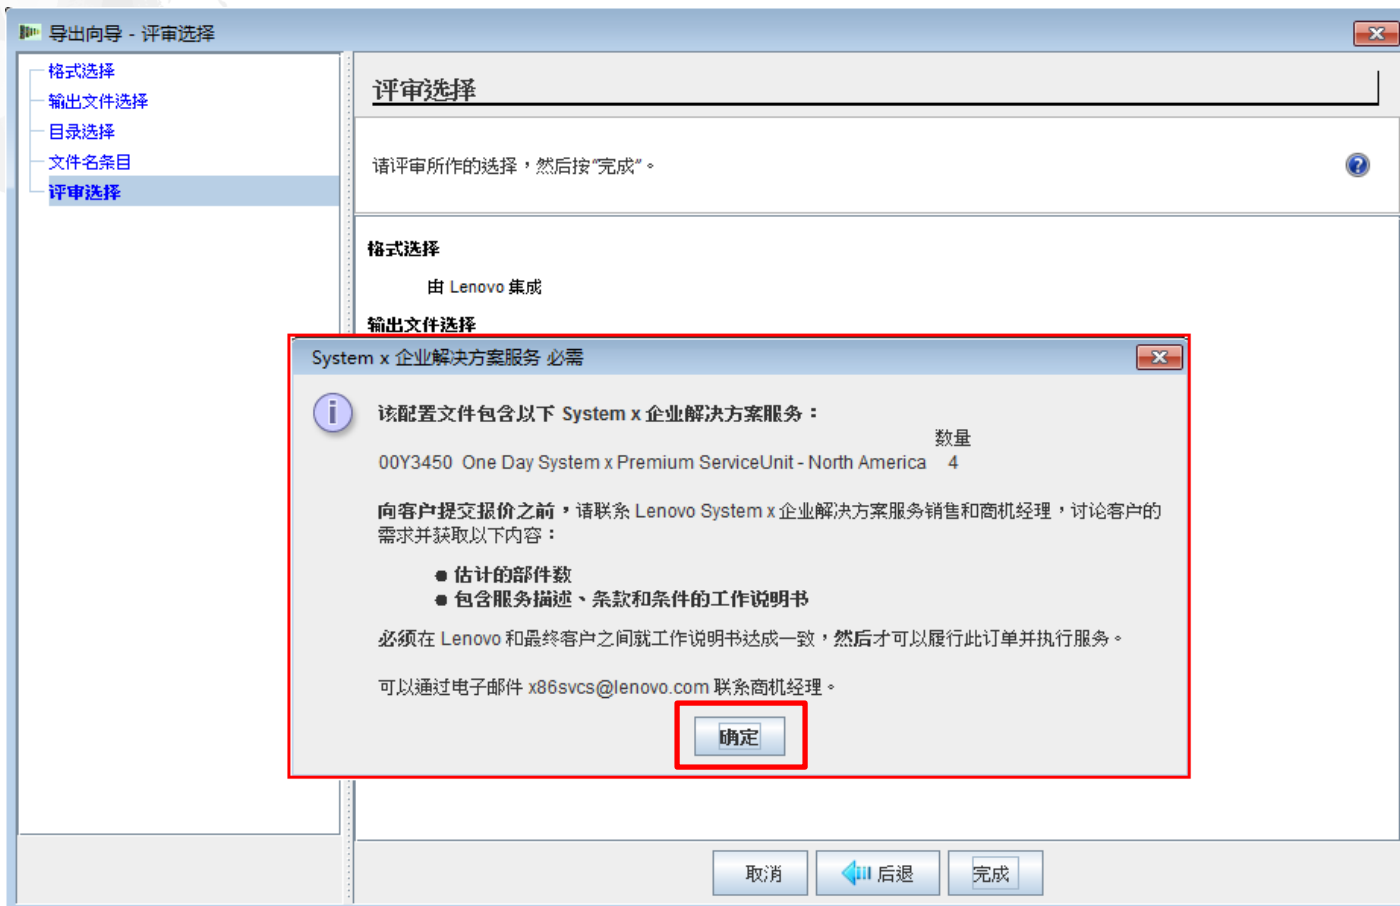 导出向导 - 评审选择
格式选择
输出文件选择
目录选择
文件名条目
评审选择
评审选择
请评审所作的选择，然后按“完成”。
格式选择
由 Lenovo 集成
输出文件选择
System x 企业解决方案服务 必需
该配置文件包含以下 System x 企业解决方案服务：
数量
00Y3450 One Day System x Premium ServiceUnit - North America 4
向客户提交报价之前，请联系 Lenovo System x 企业解决方案服务销售和商机经理，讨论客户的
需求并获取以下内容：
● 估计的部件数
● 包含服务描述、条款和条件的工作说明书
必须在 Lenovo 和最终客户之间就工作说明书达成一致，然后才可以履行此订单并执行服务。
可以通过电子邮件 x86svcs@lenovo.com 联系商机经理。
确定
取消
后退
完成